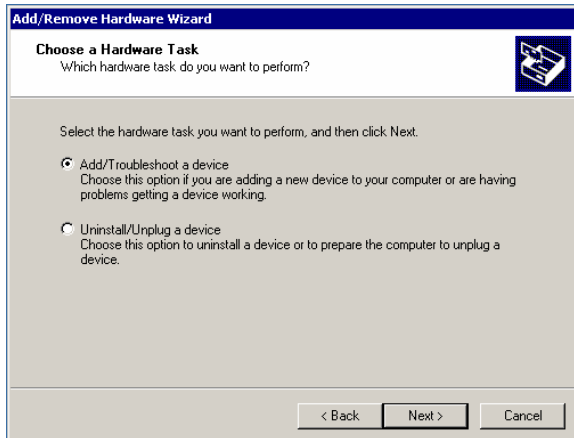 Add/Remove Hardware Wizard
Choose a Hardware Task
Which hardware task do you want to perform?
Select the hardware task you want to perform, and then click Next.
Add/Troubleshoot a device
Choose this option if you are adding a new device to your computer or are having
problems getting a device working.
Uninstall/Unplug a device
Choose this option to uninstall a device or to prepare the computer to unplug a
device.
< Back Next > Cancel